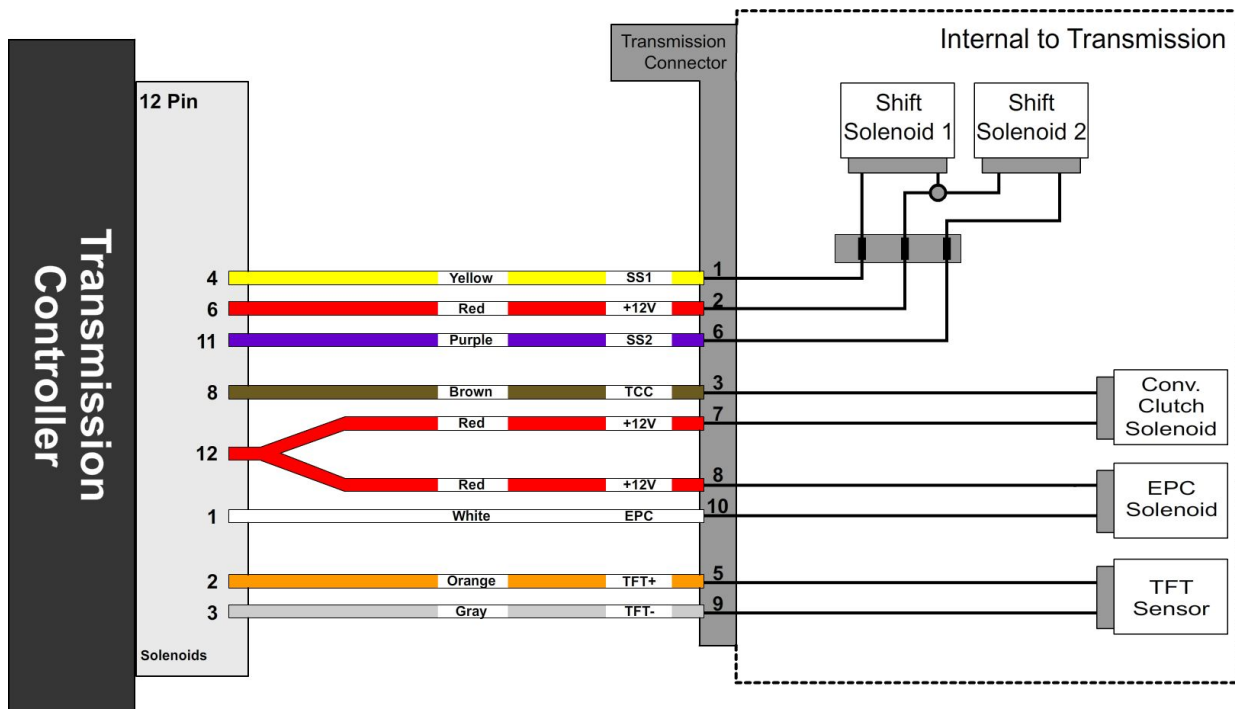 Transmission
Connector
Internal to Transmission
12 Pin
Shift
Solenoid 1
Shift
Solenoid 2
Transmission
Controller
4 Yellow SS1 1
6 Red +12V 2
11 Purple SS2 6
8 Brown TCC 3
Red +12V 7
12
Red +12V 8
1 White EPC 10
2 Orange TFT+ 5
3 Gray TFT- 9
Conv.
Clutch
Solenoid
EPC
Solenoid
TFT
Sensor
Solenoids